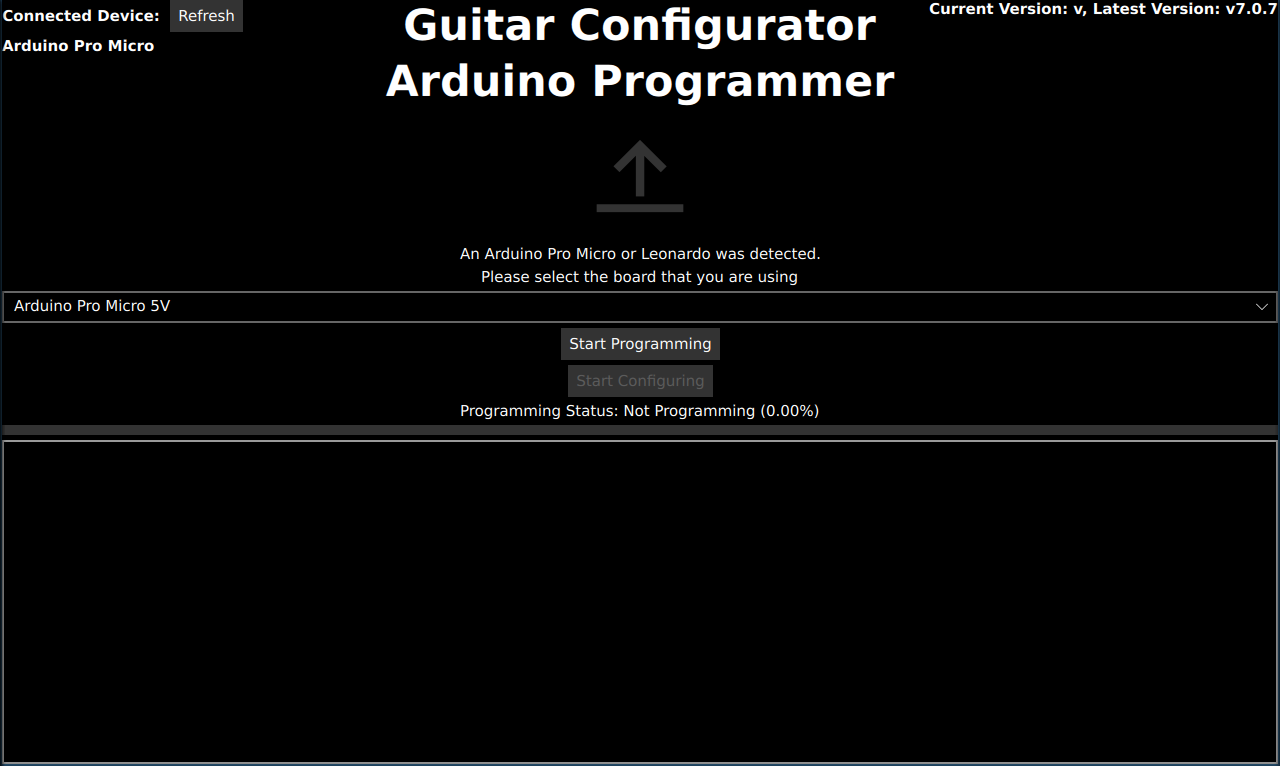 Connected Device: Refresh
Arduino Pro Micro
Guitar Configurator
Arduino Programmer
Current Version: v, Latest Version: v7.0.7
An Arduino Pro Micro or Leonardo was detected.
Please select the board that you are using
Arduino Pro Micro 5V
Start Programming
Start Configuring
Programming Status: Not Programming (0.00%)